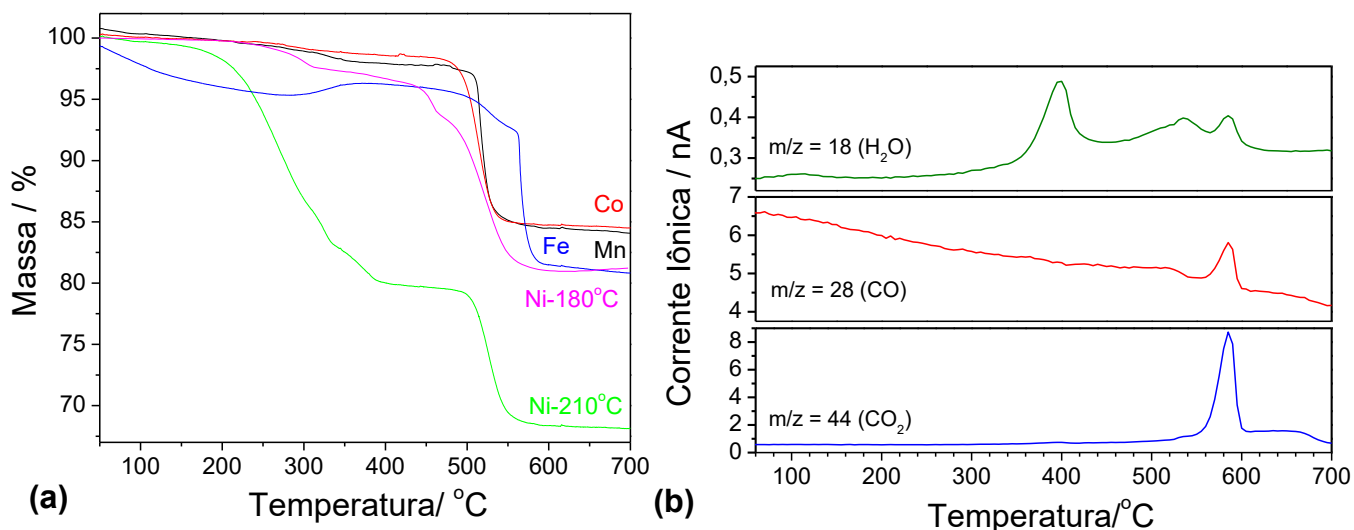 100
95
90
85
80
75
70
Massa / %
Co
Fe
Mn
Ni-180°C
Ni-210°C
50 100 200 300 400 500 600 700
Temperatura/ °C
(a)
0,5
0,4
0,3
m/z = 18 (H₂O)
7
6
5
4
m/z = 28 (CO)
8
6
4
2
1
0
m/z = 44 (CO₂)
Corrente Iônica / nA
100 200 300 400 500 600 700
Temperatura/°C
(b)